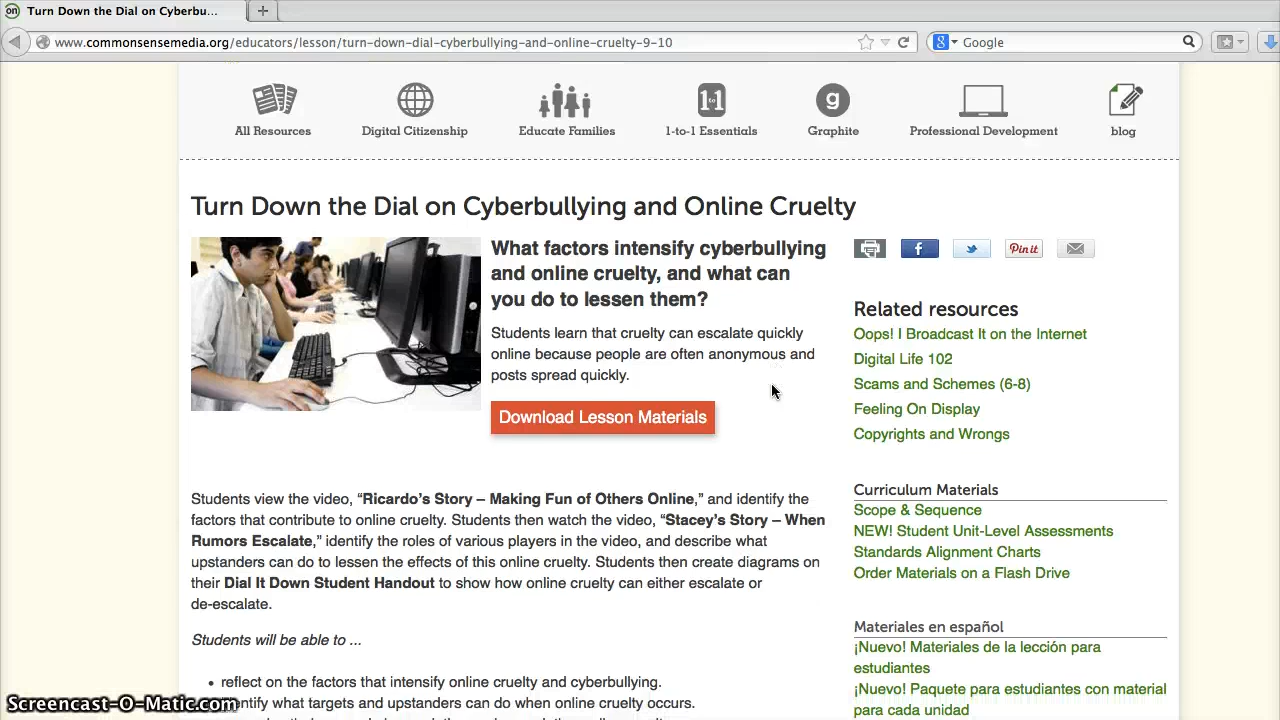 on Turn Down the Dial on Cyberbu...
www.commonsensemedia.org/educators/lesson/turn-down-dial-cyberbullying-and-online-cruelty-9-10
Google
All Resources Digital Citizenship Educate Families 1-to-1 Essentials Graphite Professional Development blog
Turn Down the Dial on Cyberbullying and Online Cruelty
What factors intensify cyberbullying
and online cruelty, and what can
you do to lessen them?
Students learn that cruelty can escalate quickly
online because people are often anonymous and
posts spread quickly.
Download Lesson Materials
Students view the video, “Ricardo’s Story – Making Fun of Others Online,” and identify the
factors that contribute to online cruelty. Students then watch the video, “Stacey’s Story – When
Rumors Escalate,” identify the roles of various players in the video, and describe what
upstanders can do to lessen the effects of this online cruelty. Students then create diagrams on
their Dial It Down Student Handout to show how online cruelty can either escalate or
de-escalate.
Students will be able to ...
• reflect on the factors that intensify online cruelty and cyberbullying.
identify what targets and upstanders can do when online cruelty occurs.
Pin it
Related resources
Oops! I Broadcast It on the Internet
Digital Life 102
Scams and Schemes (6-8)
Feeling On Display
Copyrights and Wrongs
Curriculum Materials
Scope & Sequence
NEW! Student Unit-Level Assessments
Standards Alignment Charts
Order Materials on a Flash Drive
Materiales en español
¡Nuevo! Materiales de la lección para
estudiantes
¡Nuevo! Paquete para estudiantes con material
para cada unidad
Screencast-O-Matic.com